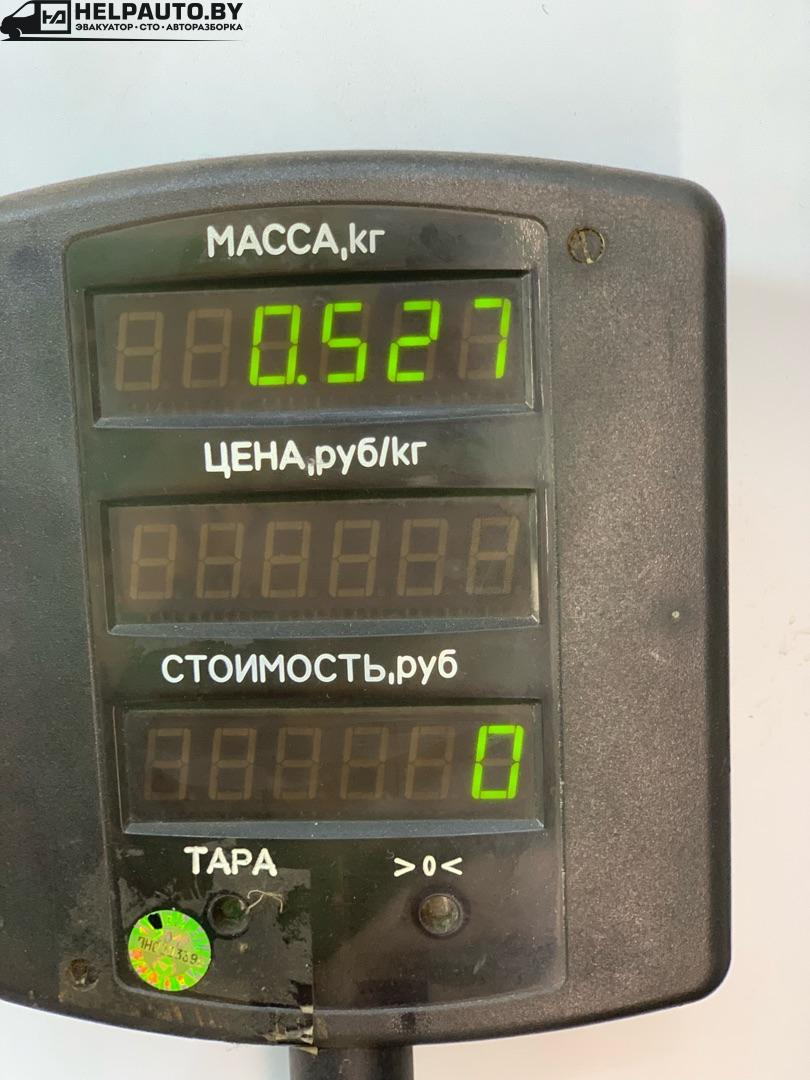 HELPAUTO.BY
ЭВАКУАТОР • СТО • АВТОРАЗБОРКА
МАССА,кг
0.527
ЦЕНА,руб/кг
СТОИМОСТЬ,руб
0
ТАРА >0<